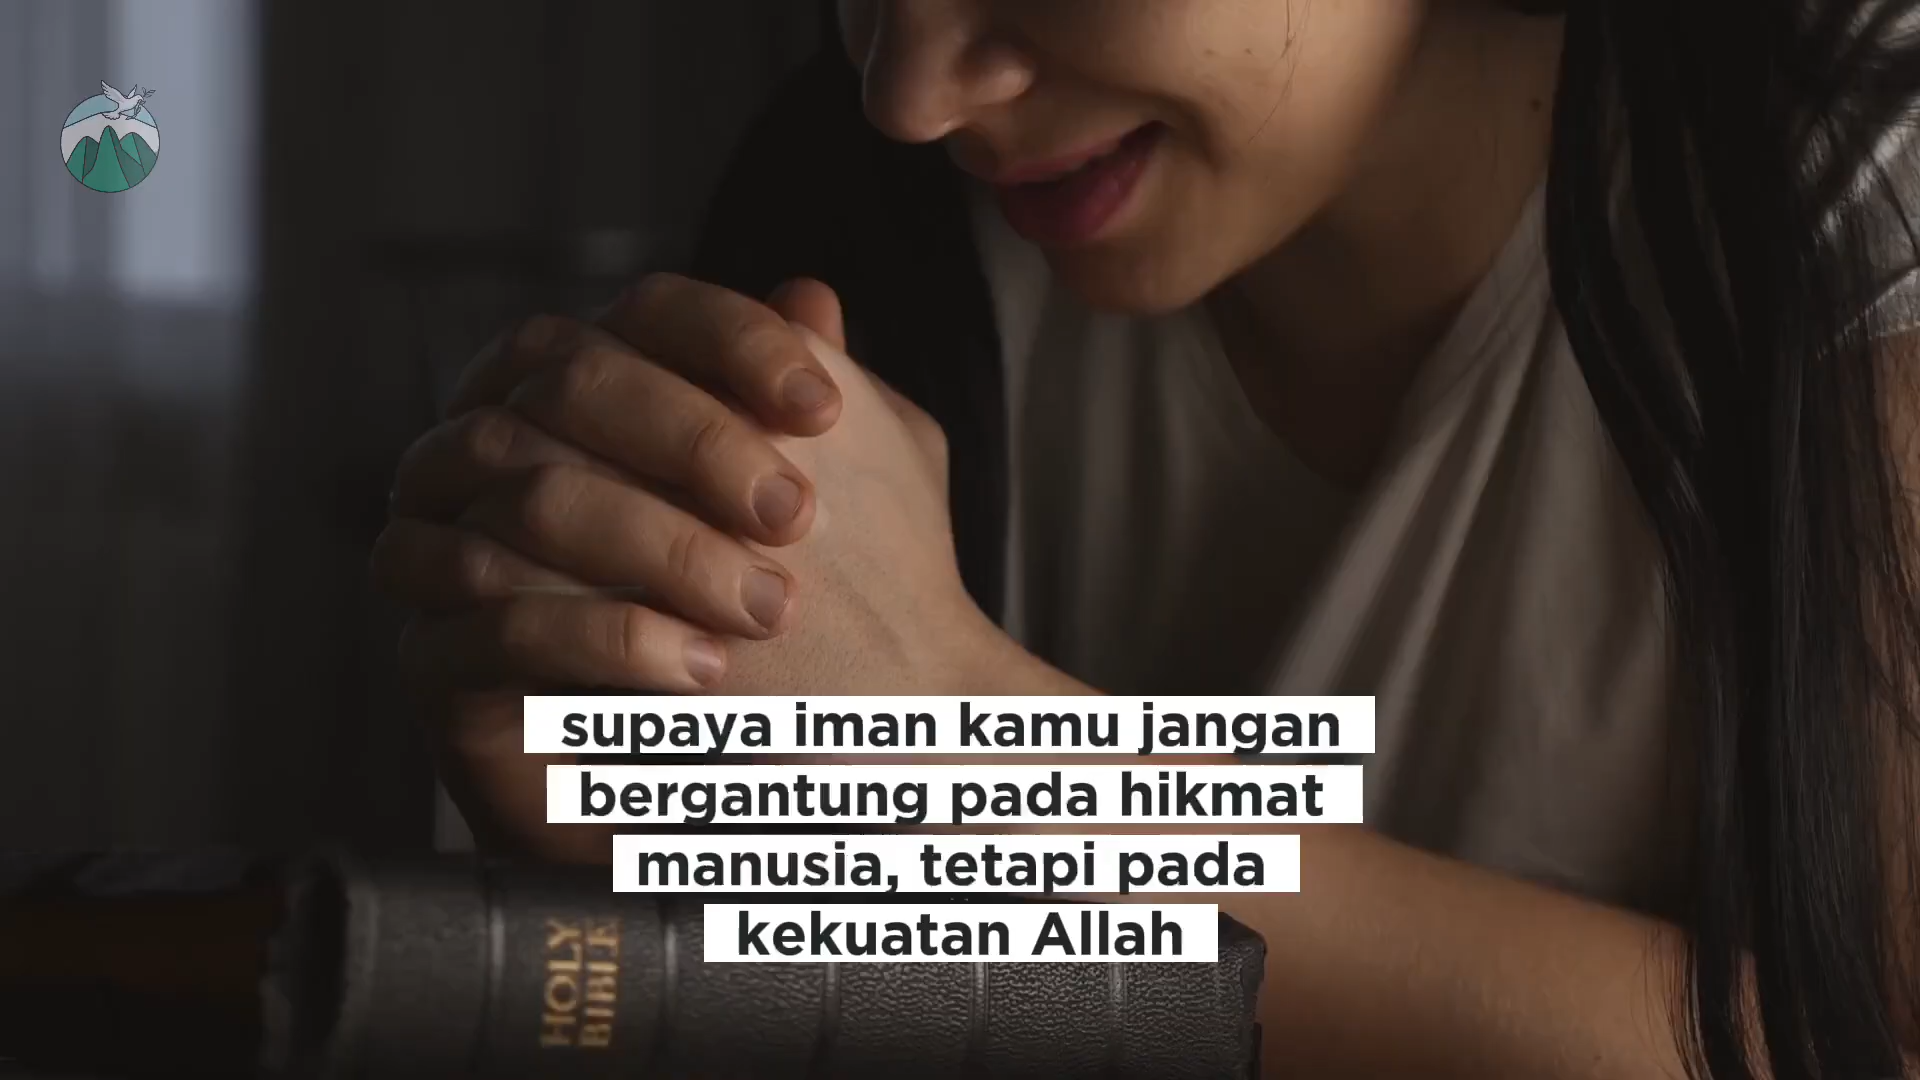 supaya iman kamu jangan
bergantung pada hikmat
manusia, tetapi pada
kekuatan Allah
HOLY
BIBLE